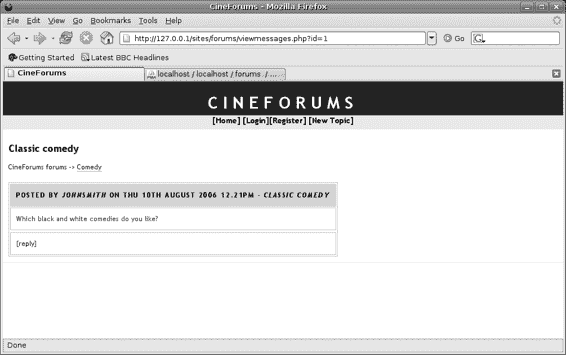 CineForums - Mozilla Firefox
File Edit View Go Bookmarks Tools Help
http://127.0.0.1/sites/forums/viewmessages.php?id=1 Go
Getting Started Latest BBC Headlines
CineForums localhost / localhost / forums / ...
CINEFORUMS
[Home] [Login][Register] [New Topic]
Classic comedy
CineForums forums -> Comedy
POSTED BY JOHNSMITH ON THU 10TH AUGUST 2006 12.21PM - CLASSIC COMEDY
Which black and white comedies do you like?
[reply]
Done